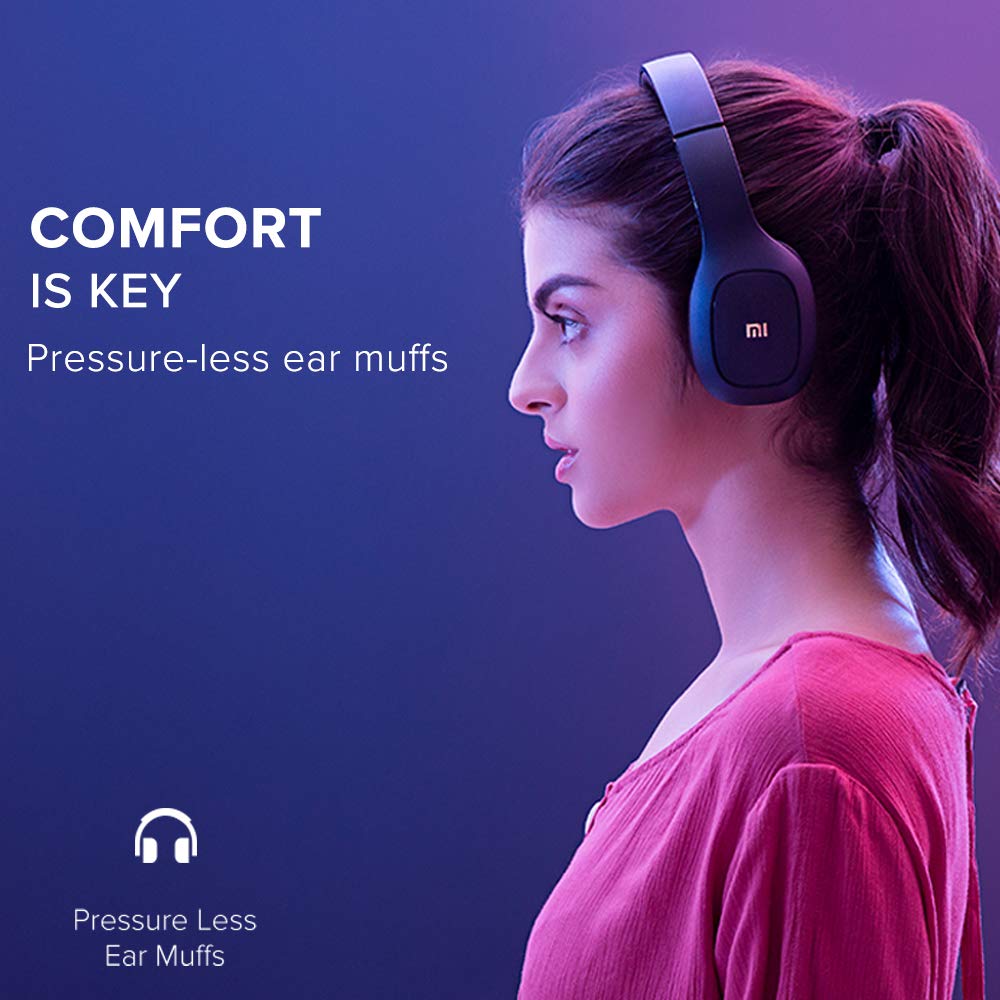 COMFORT
IS KEY
Pressure-less ear muffs
mi
Pressure Less
Ear Muffs